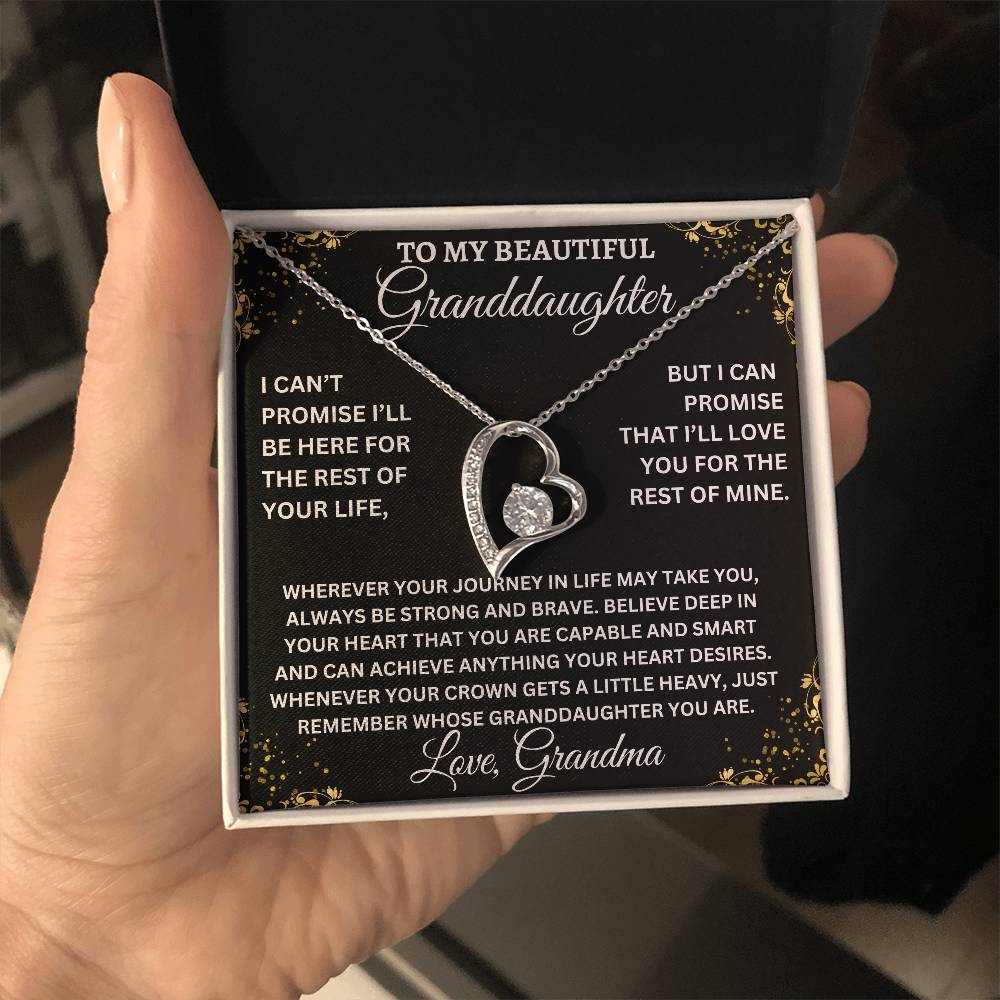 TO MY BEAUTIFUL
Granddaughter
I CAN'T
PROMISE I'LL
BE HERE FOR
THE REST OF
YOUR LIFE,
BUT I CAN
PROMISE
THAT I'LL LOVE
YOU FOR THE
REST OF MINE.
WHEREVER YOUR JOURNEY IN LIFE MAY TAKE YOU,
ALWAYS BE STRONG AND BRAVE. BELIEVE DEEP IN
YOUR HEART THAT YOU ARE CAPABLE AND SMART
AND CAN ACHIEVE ANYTHING YOUR HEART DESIRES.
WHENEVER YOUR CROWN GETS A LITTLE HEAVY, JUST
REMEMBER WHOSE GRANDDAUGHTER YOU ARE.
Love, Grandma